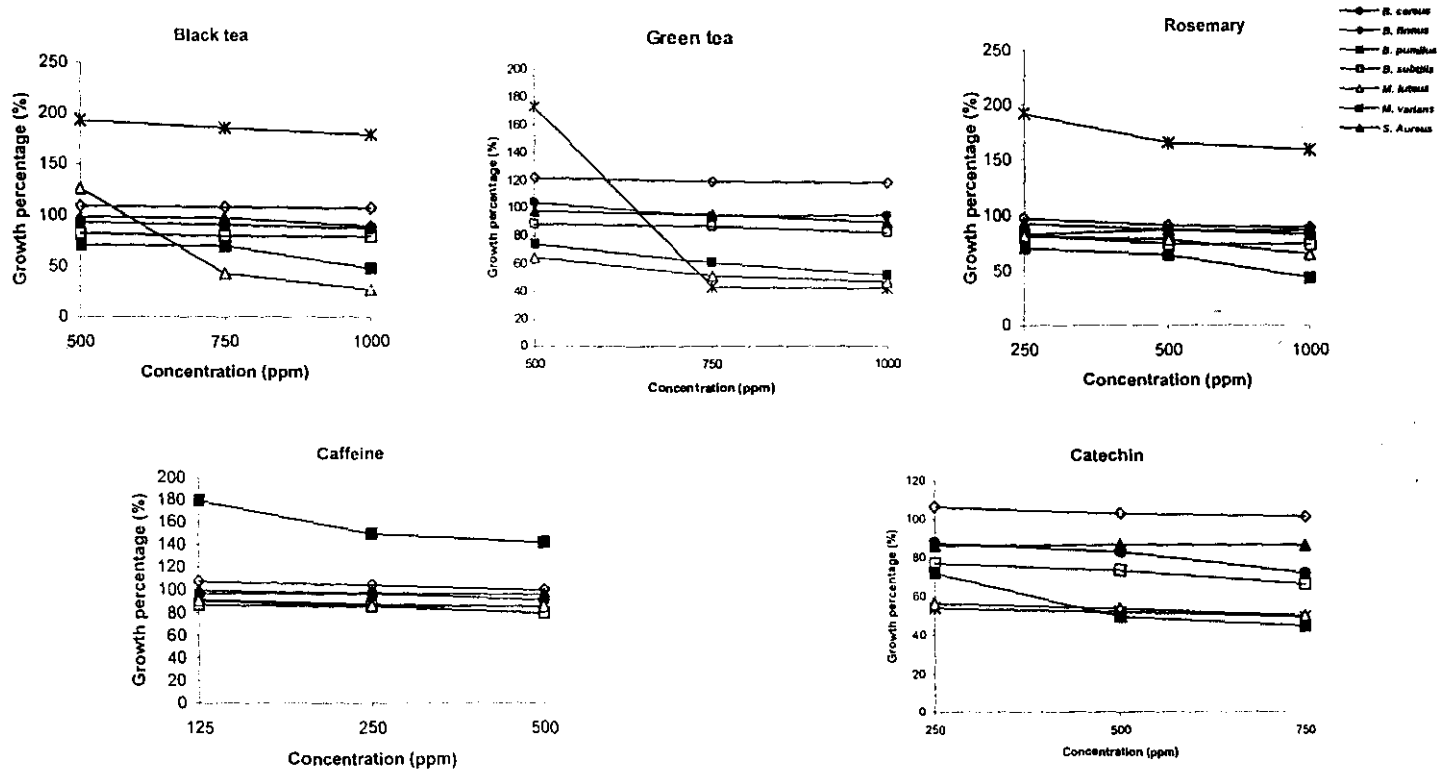 Black tea
Growth percentage (%)
250
200
150
100
50
0
500
750
1000
Concentration (ppm)
Green tea
Growth percentage (%)
200
180
160
140
120
100
80
60
40
20
0
500
750
1000
Concentration (ppm)
Rosemary
Growth percentage (%)
250
200
150
100
50
0
250
500
1000
Concentration (ppm)
B. cereus
B. firmus
B. pumilus
B. subtilis
M. luteus
M. varians
S. Aureus
Caffeine
Growth percentage (%)
200
180
160
140
120
100
80
60
40
20
0
125
250
500
Concentration (ppm)
Catechin
Growth percentage (%)
120
100
80
60
40
20
0
250
500
750
Concentration (ppm)